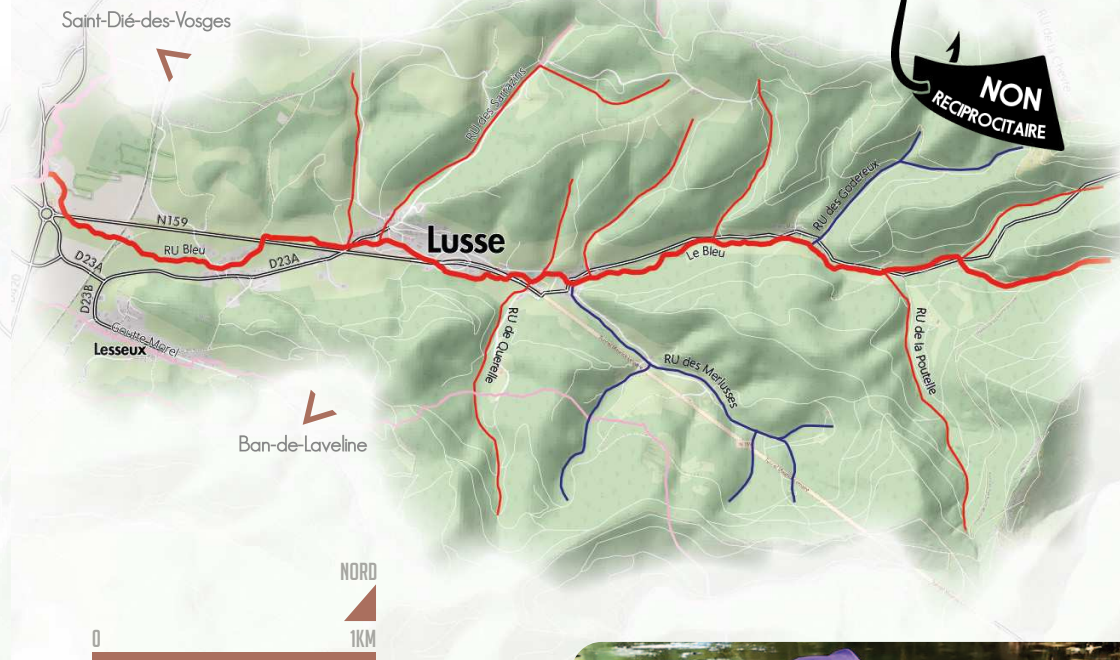 Saint-Dié-des-Vosges
NON
RECIPROCITAIRE
RU des Sarrazins
RU des Godereux
N159
Lusse
RU Bleu
D23A
Le Bleu
D23A
D23B
RU de Querelle
RU de la Poutelle
Goutte-Morel
Lesseux
RU des Merlusses
Ban-de-Laveline
NORD
0
1KM